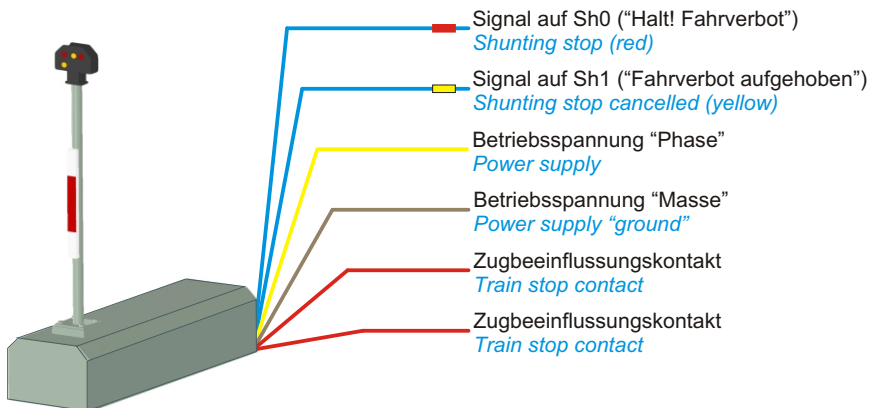 Signal auf Sh0 (“Halt! Fahrverbot”)
Shunting stop (red)
Signal auf Sh1 (“Fahrverbot aufgehoben”)
Shunting stop cancelled (yellow)
Betriebsspannung “Phase”
Power supply
Betriebsspannung “Masse”
Power supply “ground”
Zugbeeinflussungskontakt
Train stop contact
Zugbeeinflussungskontakt
Train stop contact